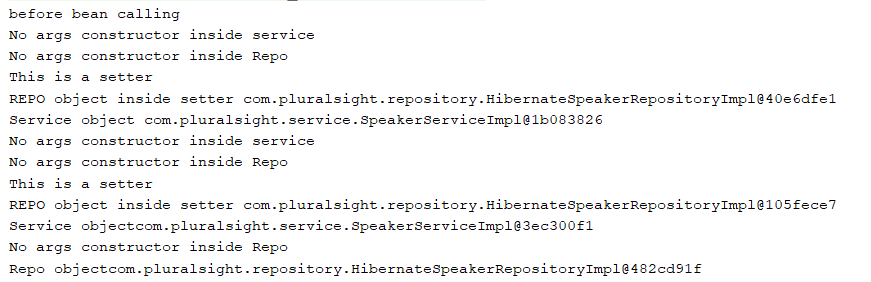 before bean calling
No args constructor inside service
No args constructor inside Repo
This is a setter
REPO object inside setter com.pluralsight.repository.HibernateSpeakerRepositoryImpl@40e6dfe1
Service object com.pluralsight.service.SpeakerServiceImpl@1b083826
No args constructor inside service
No args constructor inside Repo
This is a setter
REPO object inside setter com.pluralsight.repository.HibernateSpeakerRepositoryImpl@105fece7
Service objectcom.pluralsight.service.SpeakerServiceImpl@3ec300f1
No args constructor inside Repo
Repo objectcom.pluralsight.repository.HibernateSpeakerRepositoryImpl@482cd91f